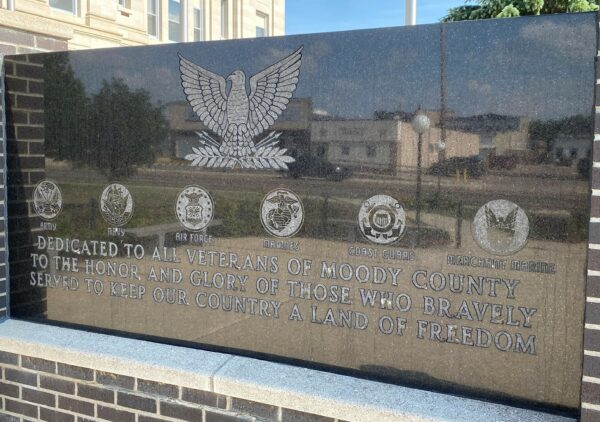 ARMY NAVY AIR FORCE MARINES COAST GUARD MERCHANT MARINE
DEDICATED TO ALL VETERANS OF MOODY COUNTY
TO THE HONOR AND GLORY OF THOSE WHO BRAVELY
SERVED TO KEEP OUR COUNTRY A LAND OF FREEDOM